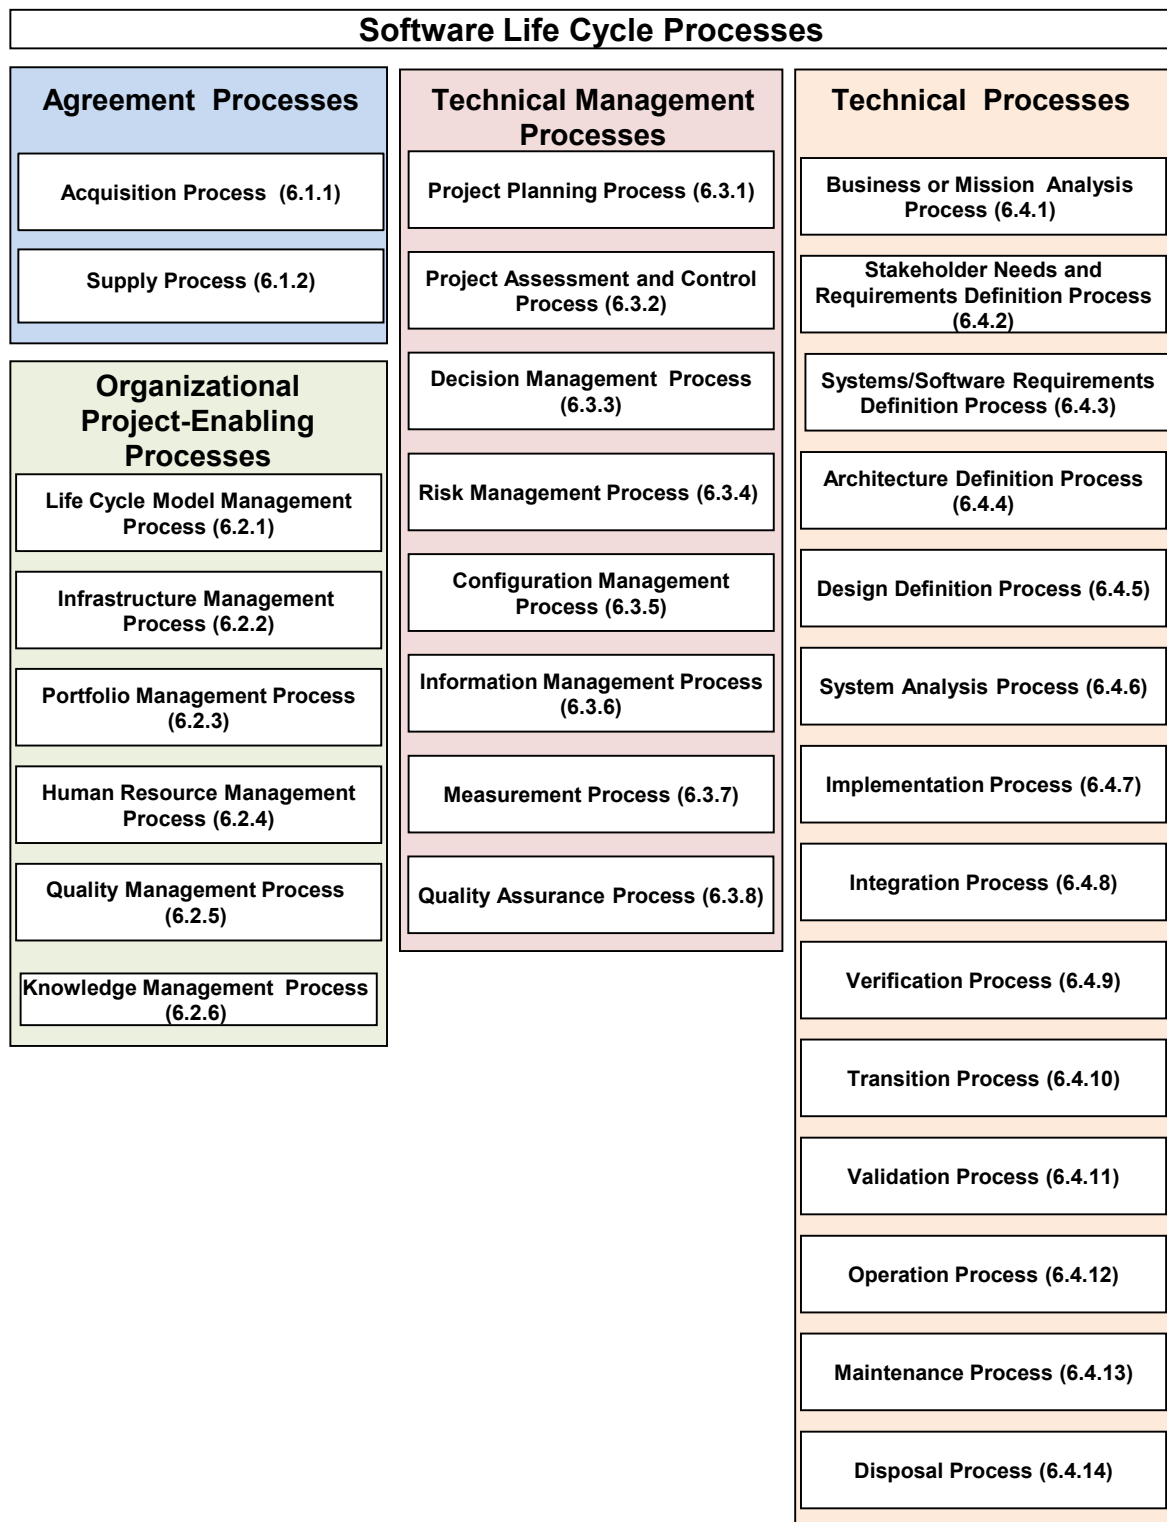 Software Life Cycle Processes
Agreement Processes
Acquisition Process (6.1.1)
Supply Process (6.1.2)
Organizational
Project-Enabling
Processes
Life Cycle Model Management
Process (6.2.1)
Infrastructure Management
Process (6.2.2)
Portfolio Management Process
(6.2.3)
Human Resource Management
Process (6.2.4)
Quality Management Process
(6.2.5)
Knowledge Management Process
(6.2.6)
Technical Management
Processes
Project Planning Process (6.3.1)
Project Assessment and Control
Process (6.3.2)
Decision Management Process
(6.3.3)
Risk Management Process (6.3.4)
Configuration Management
Process (6.3.5)
Information Management Process
(6.3.6)
Measurement Process (6.3.7)
Quality Assurance Process (6.3.8)
Technical Processes
Business or Mission Analysis
Process (6.4.1)
Stakeholder Needs and
Requirements Definition Process
(6.4.2)
Systems/Software Requirements
Definition Process (6.4.3)
Architecture Definition Process
(6.4.4)
Design Definition Process (6.4.5)
System Analysis Process (6.4.6)
Implementation Process (6.4.7)
Integration Process (6.4.8)
Verification Process (6.4.9)
Transition Process (6.4.10)
Validation Process (6.4.11)
Operation Process (6.4.12)
Maintenance Process (6.4.13)
Disposal Process (6.4.14)